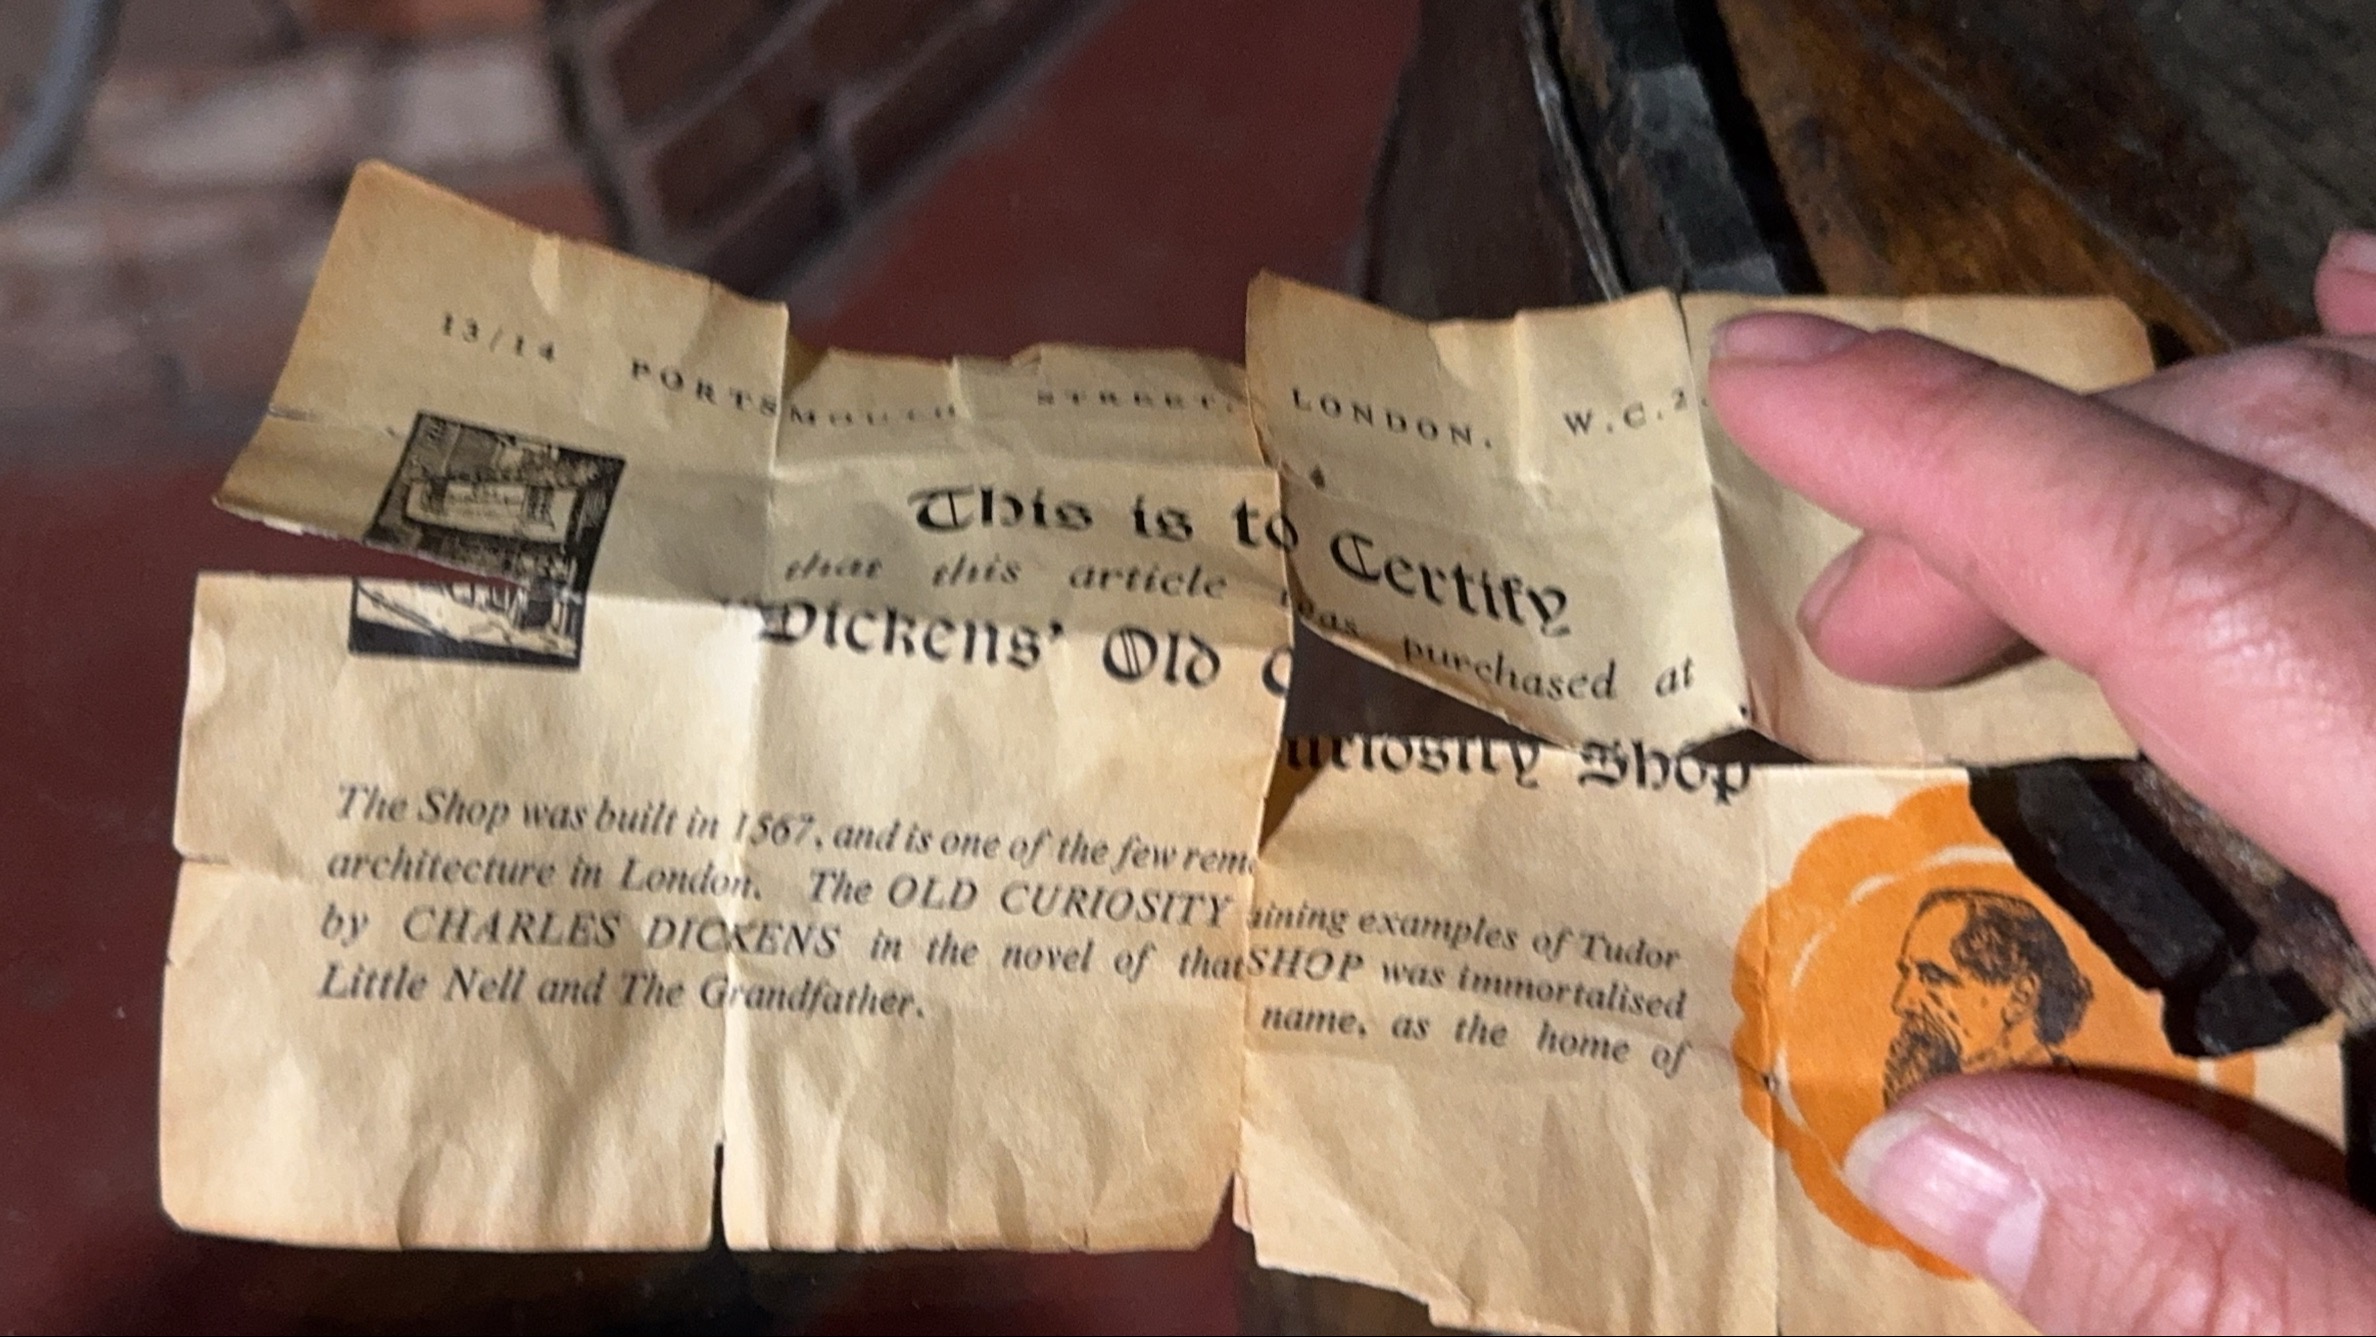 13/14 PORTSMOUTH STREET, LONDON. W.C.2.
This is to Certify
that this article was purchased at
"Dickens' Old Curiosity Shop
The Shop was built in 1567, and is one of the few remaining examples of Tudor
architecture in London. The OLD CURIOSITY SHOP was immortalised
by CHARLES DICKENS in the novel of that name, as the home of
Little Nell and The Grandfather.